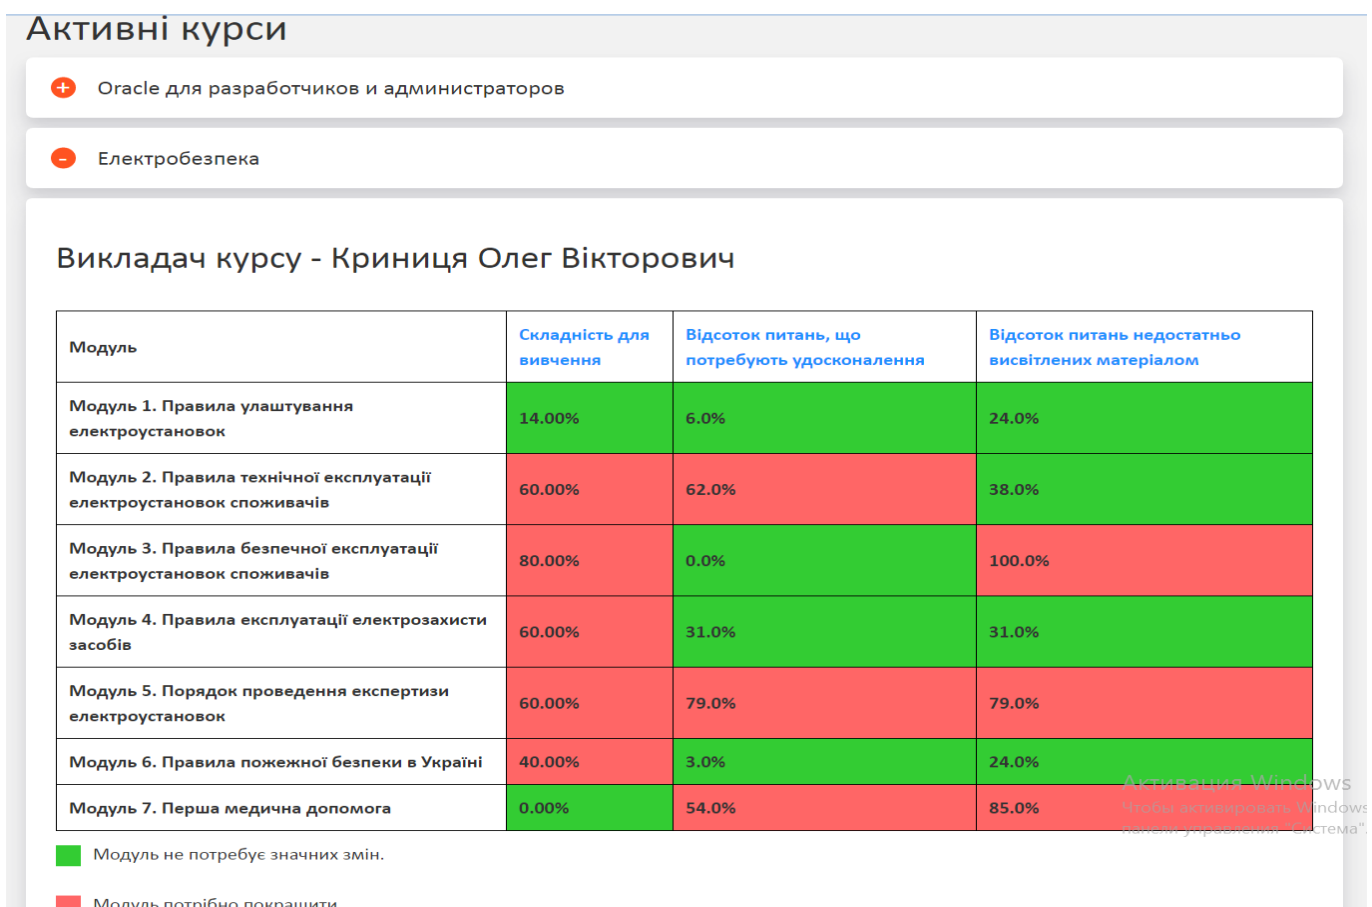 Активні курси
+ Oracle для разработчиков и администраторов
- Електробезпека
Викладач курсу - Криниця Олег Вікторович
Модуль
Складність для
вивчення
Відсоток питань, що
потребують удосконалення
Відсоток питань недостатньо
висвітлених матеріалом
Модуль 1. Правила улаштування
електроустановок
14.00%
6.0%
24.0%
Модуль 2. Правила технічної експлуатації
електроустановок споживачів
60.00%
62.0%
38.0%
Модуль 3. Правила безпечної експлуатації
електроустановок споживачів
80.00%
0.0%
100.0%
Модуль 4. Правила експлуатації електрозахисти
засобів
60.00%
31.0%
31.0%
Модуль 5. Порядок проведення експертизи
електроустановок
60.00%
79.0%
79.0%
Модуль 6. Правила пожежної безпеки в Україні
40.00%
3.0%
24.0%
Модуль 7. Перша медична допомога
0.00%
54.0%
85.0%
Активация Windows
Чтобы активировать Windows
панели управления "Система".
Модуль не потребує значних змін.
Модуль потрібно покращити